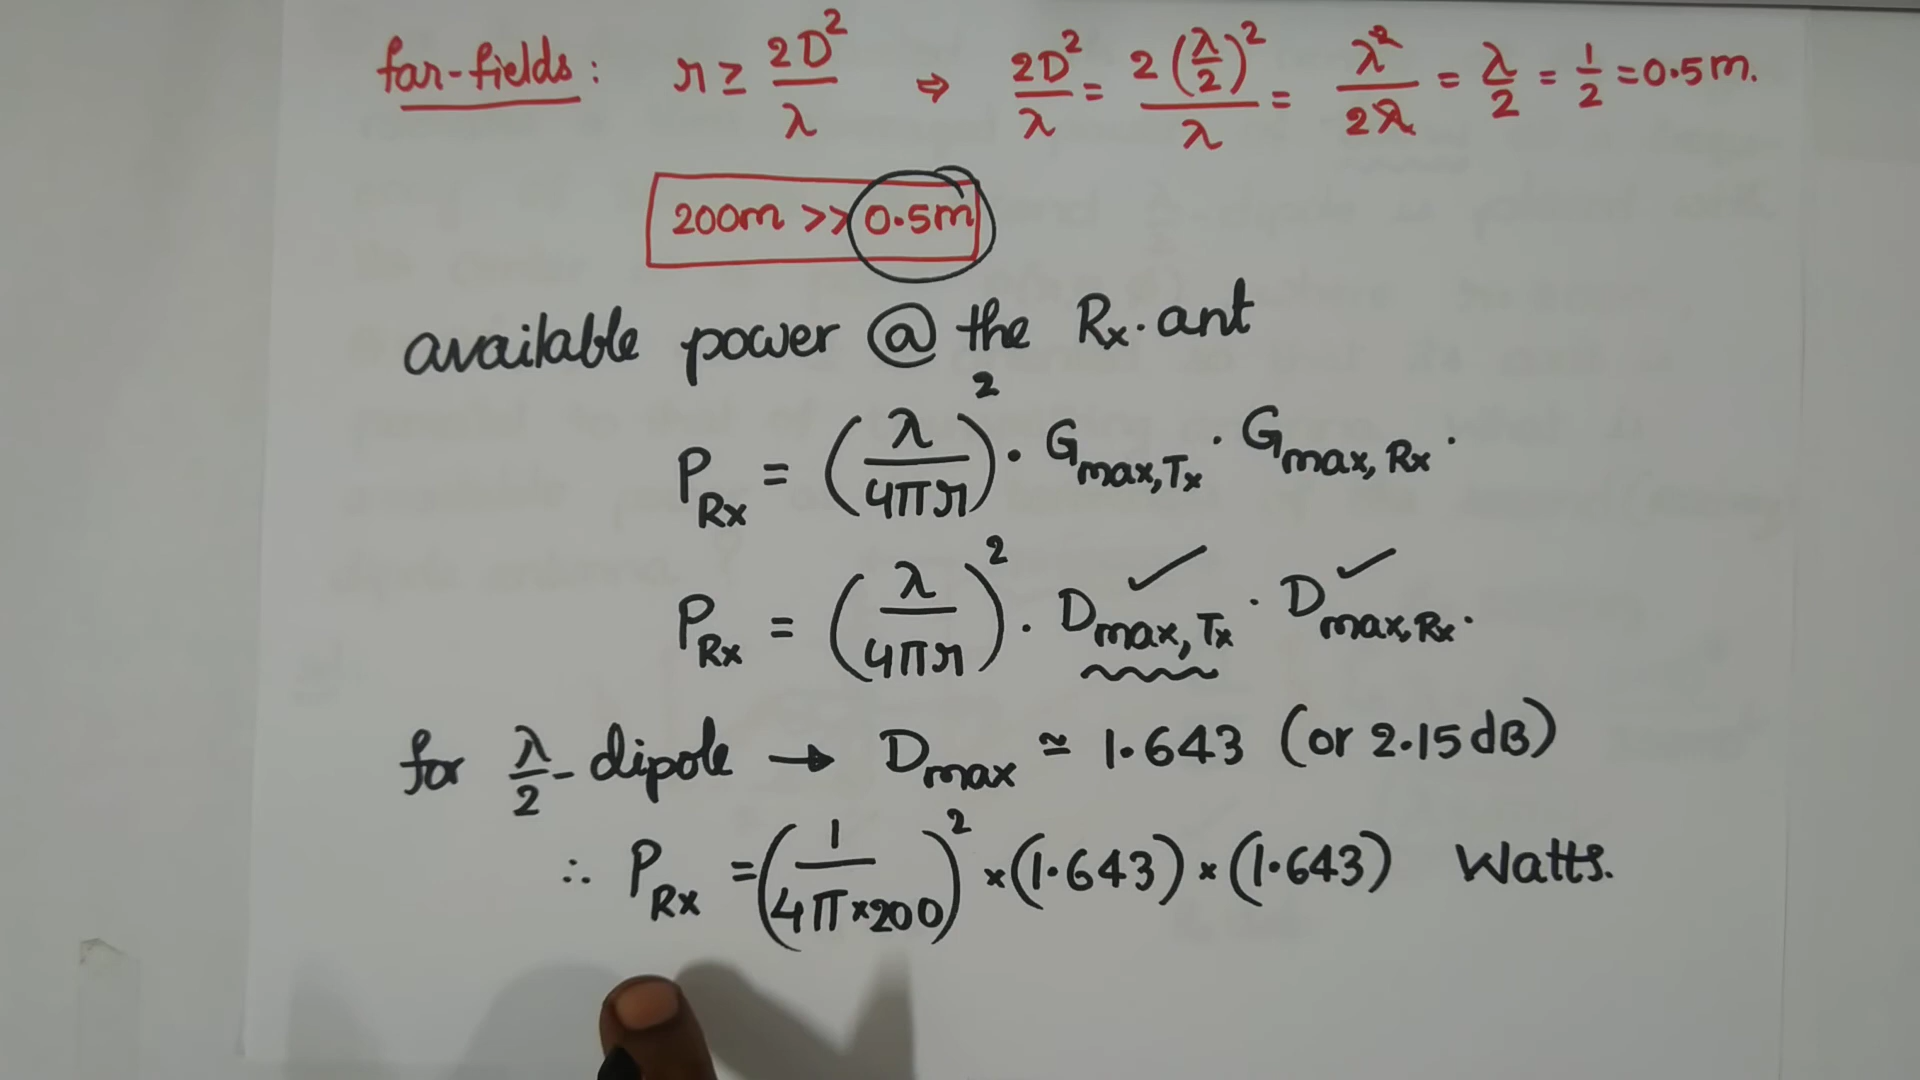 far-fields: r ≥ 2D²/λ ⇒ 2D²/λ = 2(λ/2)²/λ = λ²/2λ = λ/2 = 1/2 = 0.5m.
200m >> 0.5m
available power @ the Rx. ant
P_Rx = (λ/4πr)² · G_max,Tx · G_max,Rx ·
P_Rx = (λ/4πr)² · D_max,Tx · D_max,Rx ·
for λ/2 - dipole → D_max ≃ 1.643 (or 2.15 dB)
∴ P_Rx = (1/4π×200)² × (1.643) × (1.643) Watts.